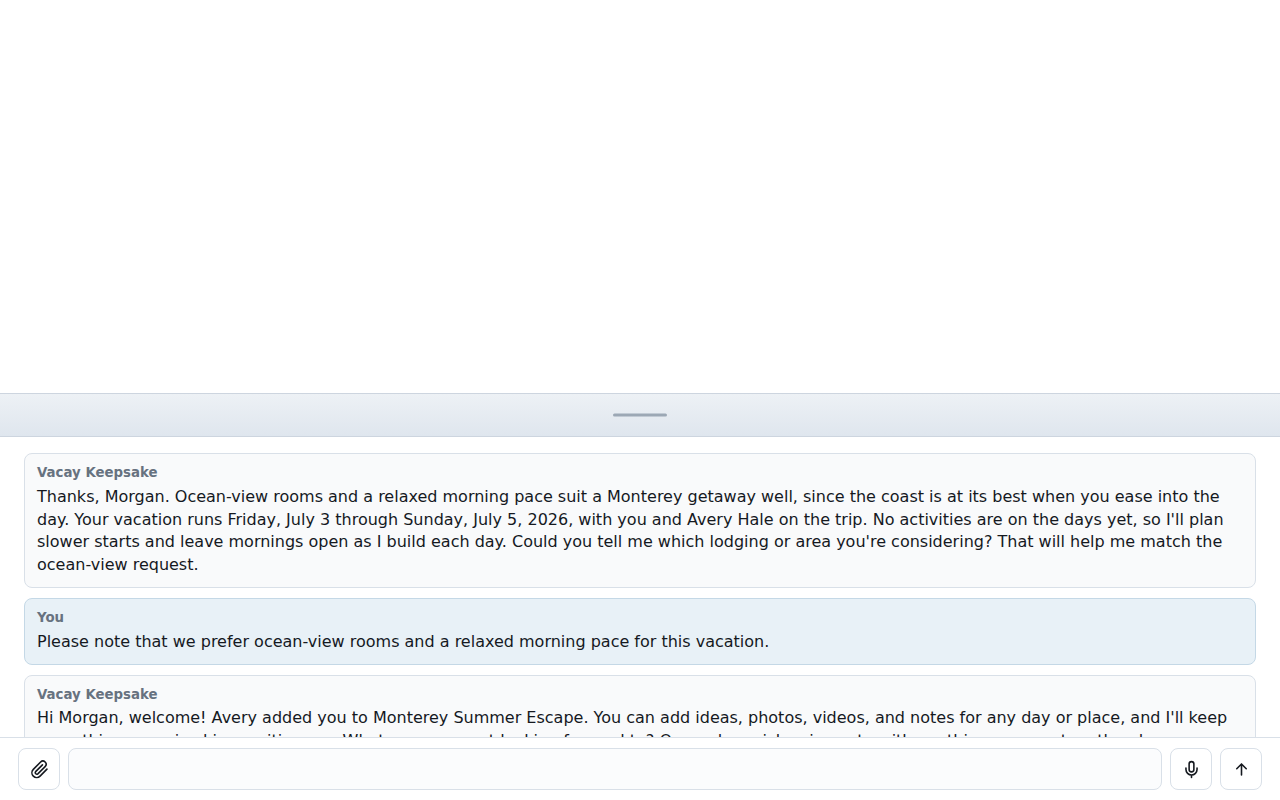 Vacay Keepsake
Thanks, Morgan. Ocean-view rooms and a relaxed morning pace suit a Monterey getaway well, since the coast is at its best when you ease into the
day. Your vacation runs Friday, July 3 through Sunday, July 5, 2026, with you and Avery Hale on the trip. No activities are on the days yet, so I'll plan
slower starts and leave mornings open as I build each day. Could you tell me which lodging or area you're considering? That will help me match the
ocean-view request.
You
Please note that we prefer ocean-view rooms and a relaxed morning pace for this vacation.
Vacay Keepsake
Hi Morgan, welcome! Avery added you to Monterey Summer Escape. You can add ideas, photos, videos, and notes for any day or place, and I'll keep